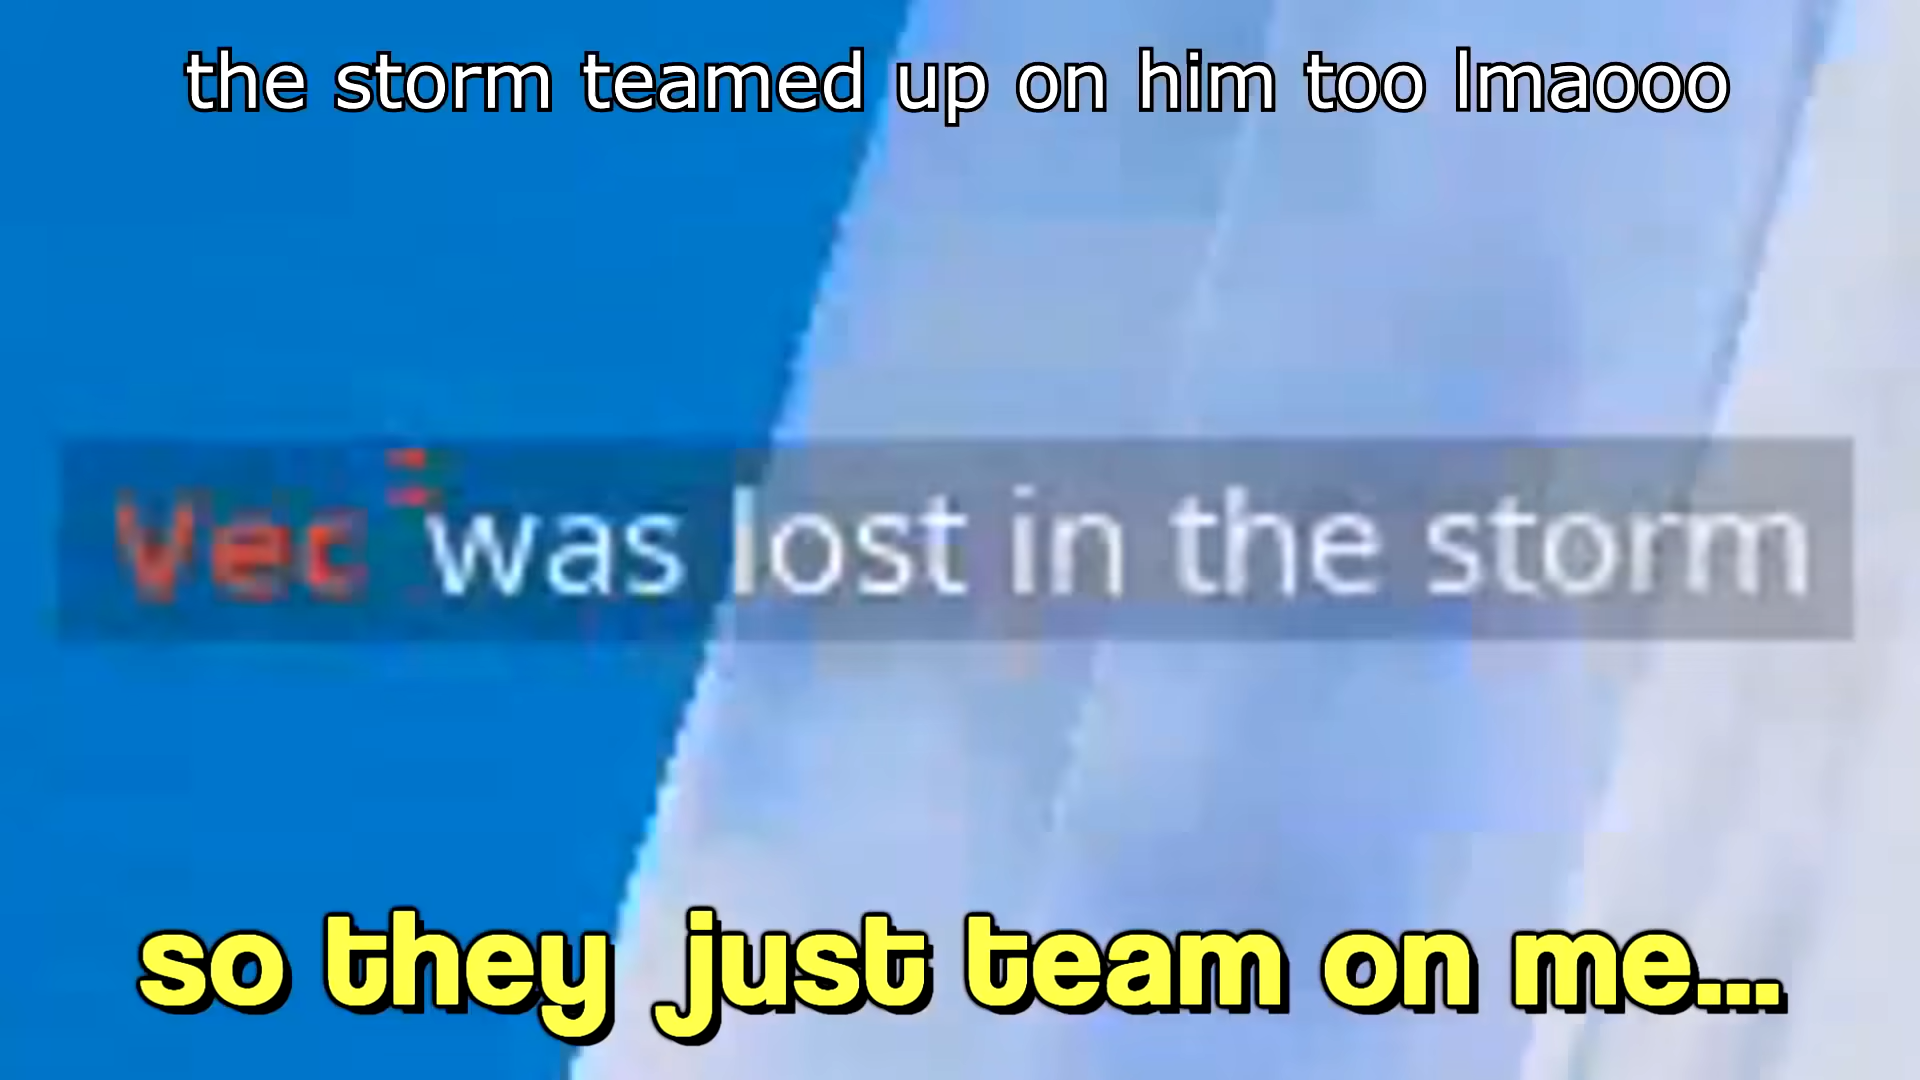 the storm teamed up on him too lmaooo
Vec was lost in the storm
so they just team on me...